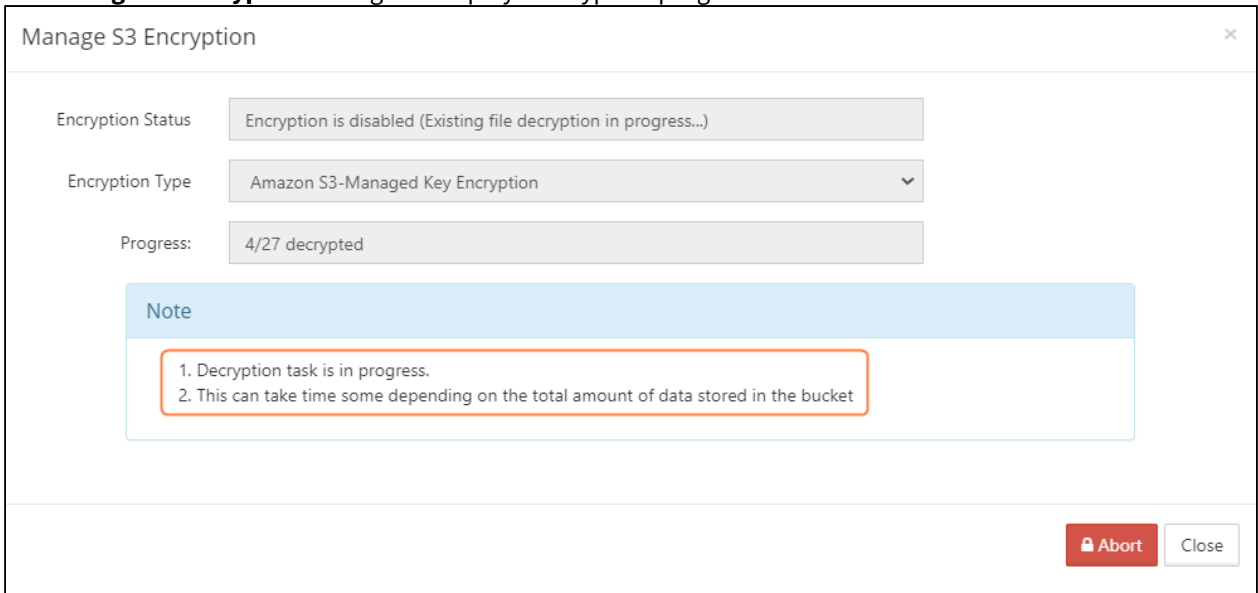 Manage S3 Encryption
×
Encryption Status
Encryption is disabled (Existing file decryption in progress...)
Encryption Type
Amazon S3-Managed Key Encryption
Progress:
4/27 decrypted
Note
1. Decryption task is in progress.
2. This can take time some depending on the total amount of data stored in the bucket
Abort
Close